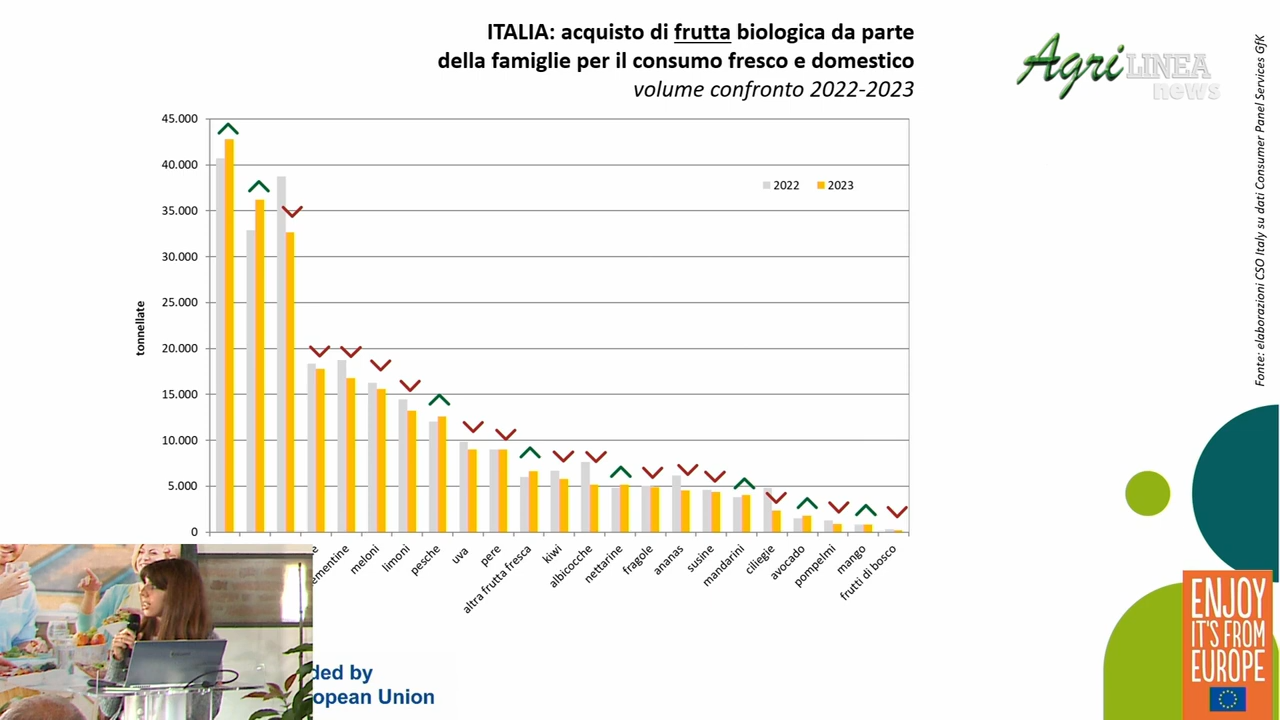 ITALIA: acquisto di frutta biologica da parte
della famiglie per il consumo fresco e domestico
volume confronto 2022-2023
Agri LINEA
news
Fonte: elaborazioni CSO Italy su dati Consumer Panel Services GfK
45.000
40.000
35.000
30.000
25.000
20.000
15.000
10.000
5.000
0
tonnellate
2022
2023
meloni
limoni
pesche
uva
pere
altra frutta fresca
kiwi
albicocche
nettarine
fragole
ananas
susine
mandarini
ciliegie
avocado
pompelmi
mango
frutti di bosco
ENJOY
IT'S FROM
EUROPE
ded by
opean Union